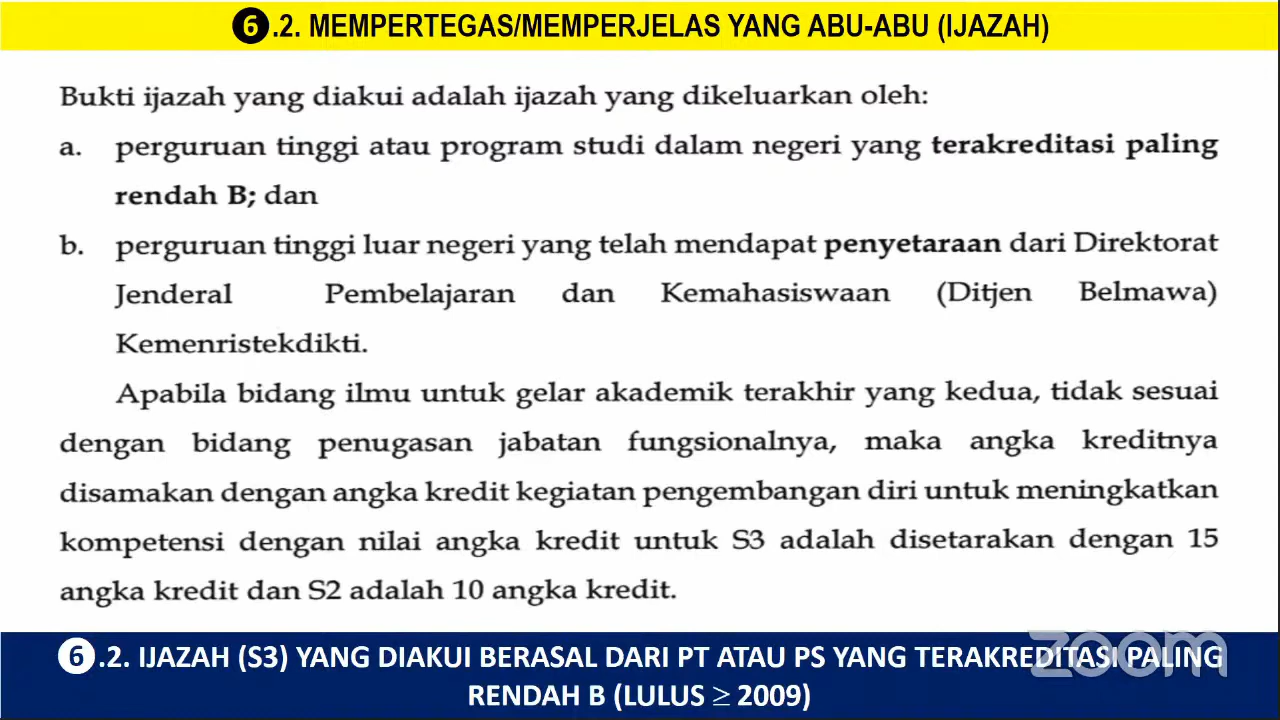 6 .2. MEMPERTEGAS/MEMPERJELAS YANG ABU-ABU (IJAZAH)
Bukti ijazah yang diakui adalah ijazah yang dikeluarkan oleh:
a. perguruan tinggi atau program studi dalam negeri yang terakreditasi paling
rendah B; dan
b. perguruan tinggi luar negeri yang telah mendapat penyetaraan dari Direktorat
Jenderal Pembelajaran dan Kemahasiswaan (Ditjen Belmawa)
Kemenristekdikti.
Apabila bidang ilmu untuk gelar akademik terakhir yang kedua, tidak sesuai
dengan bidang penugasan jabatan fungsionalnya, maka angka kreditnya
disamakan dengan angka kredit kegiatan pengembangan diri untuk meningkatkan
kompetensi dengan nilai angka kredit untuk S3 adalah disetarakan dengan 15
angka kredit dan S2 adalah 10 angka kredit.
zoom
6 .2. IJAZAH (S3) YANG DIAKUI BERASAL DARI PT ATAU PS YANG TERAKREDITASI PALING
RENDAH B (LULUS ≥ 2009)